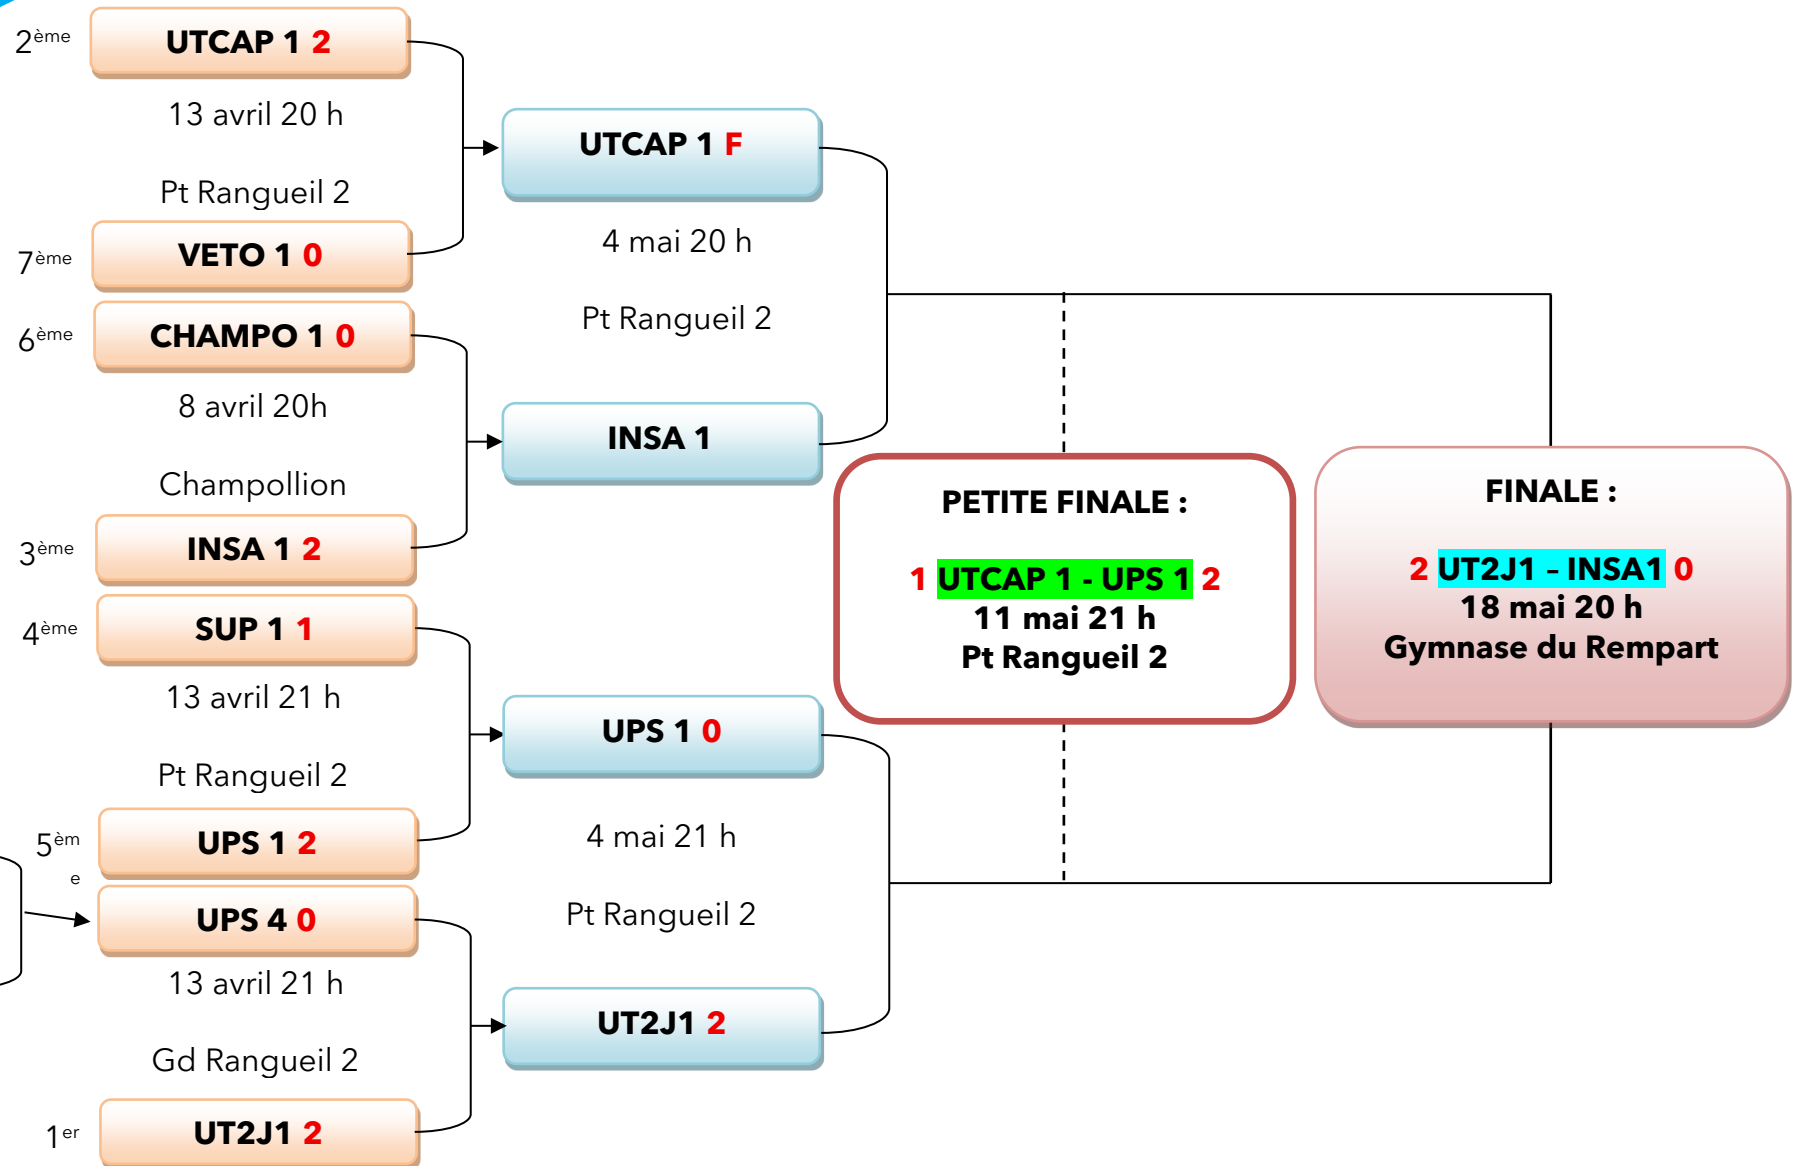 2ème
UTCAP 1 2
13 avril 20 h
Pt Rangueil 2
7ème
VETO 1 0
6ème
CHAMPO 1 0
8 avril 20h
Champollion
3ème
INSA 1 2
4ème
SUP 1 1
13 avril 21 h
Pt Rangueil 2
5èm
e
UPS 1 2
UPS 4 0
13 avril 21 h
Gd Rangueil 2
1er
UT2J1 2
UTCAP 1 F
4 mai 20 h
Pt Rangueil 2
INSA 1
UPS 1 0
4 mai 21 h
Pt Rangueil 2
UT2J1 2
PETITE FINALE :
1 UTCAP 1 - UPS 1 2
11 mai 21 h
Pt Rangueil 2
FINALE :
2 UT2J1 – INSA1 0
18 mai 20 h
Gymnase du Rempart